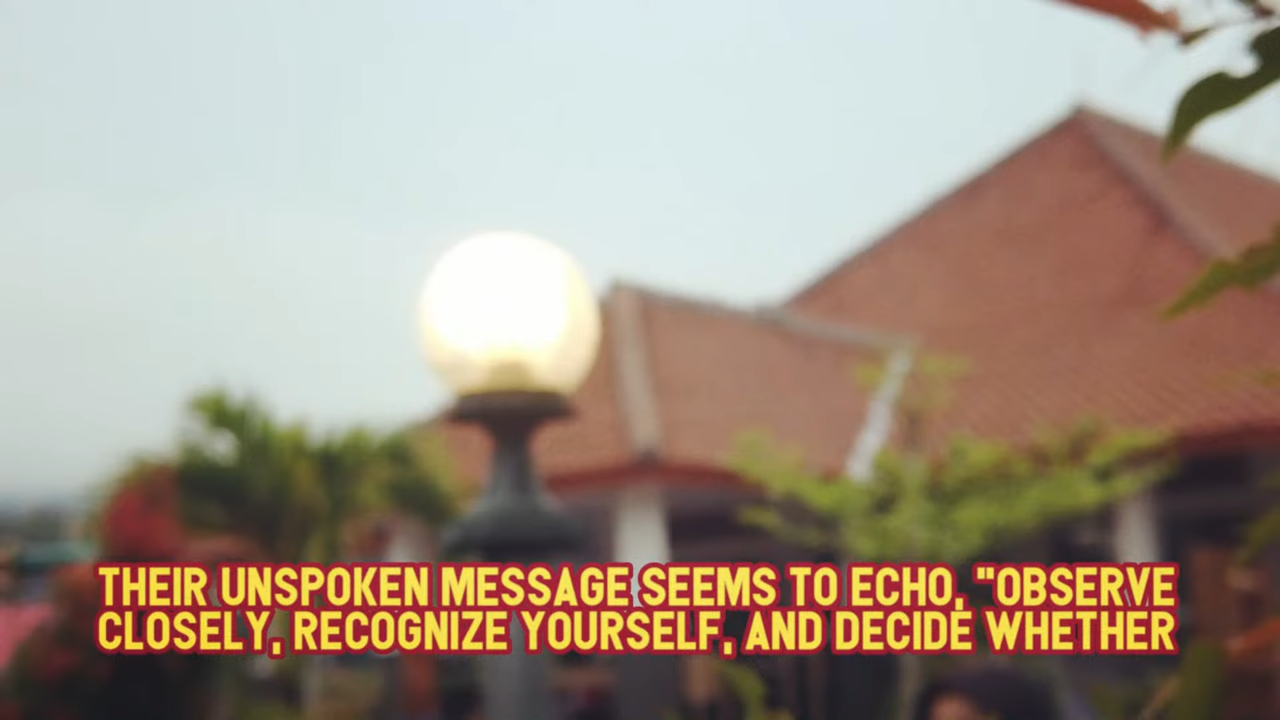 THEIR UNSPOKEN MESSAGE SEEMS TO ECHO, "OBSERVE
CLOSELY, RECOGNIZE YOURSELF, AND DECIDE WHETHER